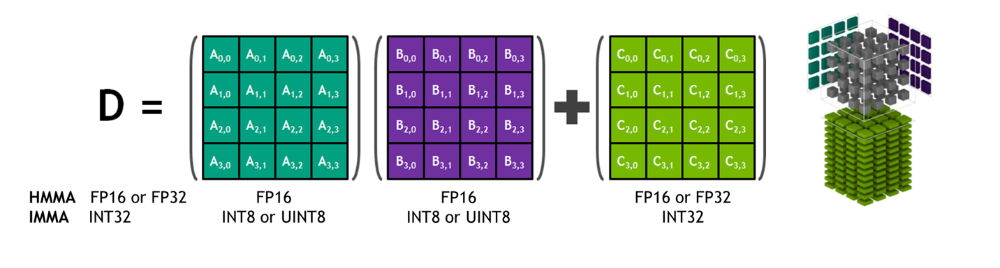 D = A0,0 A0,1 A0,2 A0,3 B0,0 B0,1 B0,2 B0,3 + C0,0 C0,1 C0,2 C0,3
A1,0 A1,1 A1,2 A1,3 B1,0 B1,1 B1,2 B1,3 C1,0 C1,1 C1,2 C1,3
A2,0 A2,1 A2,2 A2,3 B2,0 B2,1 B2,2 B2,3 C2,0 C2,1 C2,2 C2,3
A3,0 A3,1 A3,2 A3,3 B3,0 B3,1 B3,2 B3,3 C3,0 C3,1 C3,2 C3,3
HMMA FP16 or FP32 FP16 FP16 FP16 or FP32
IMMA INT32 INT8 or UINT8 INT8 or UINT8 INT32